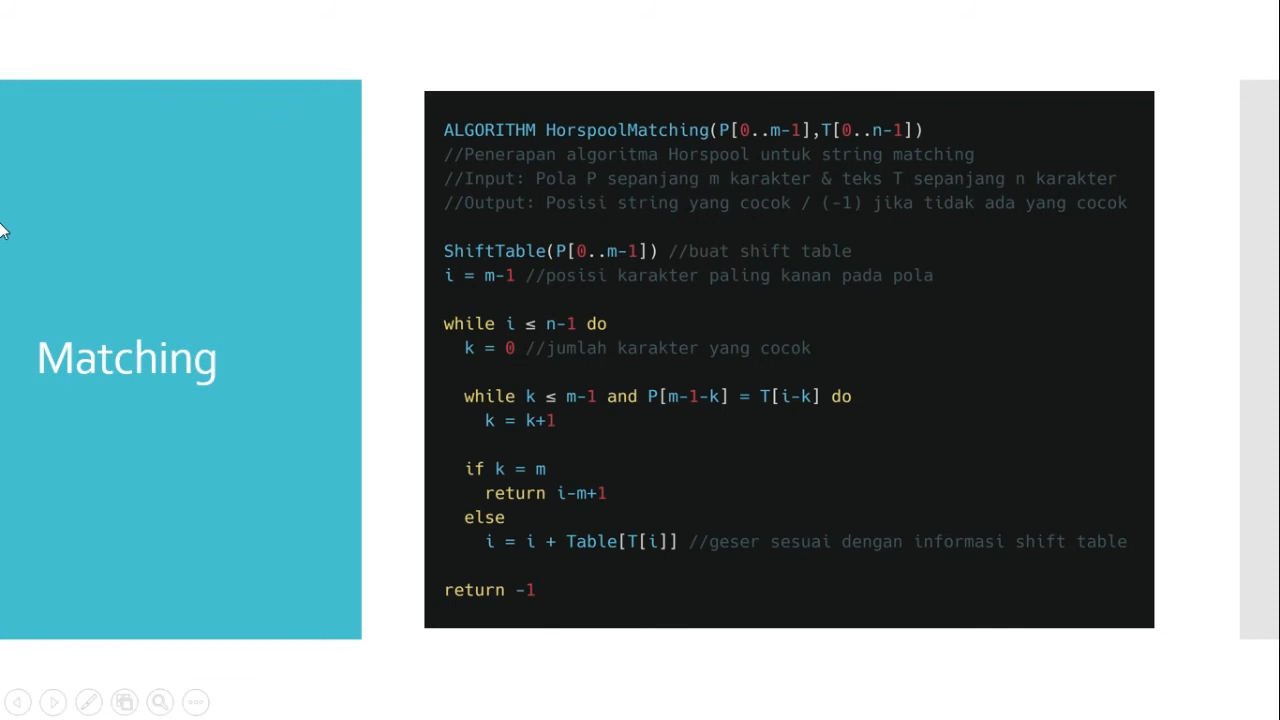 Matching
ALGORITHM HorspoolMatching(P[0..m-1],T[0..n-1])
//Penerapan algoritma Horspool untuk string matching
//Input: Pola P sepanjang m karakter & teks T sepanjang n karakter
//Output: Posisi string yang cocok / (-1) jika tidak ada yang cocok
ShiftTable(P[0..m-1]) //buat shift table
i = m-1 //posisi karakter paling kanan pada pola
while i ≤ n-1 do
k = 0 //jumlah karakter yang cocok
while k ≤ m-1 and P[m-1-k] = T[i-k] do
k = k+1
if k = m
return i-m+1
else
i = i + Table[T[i]] //geser sesuai dengan informasi shift table
return -1